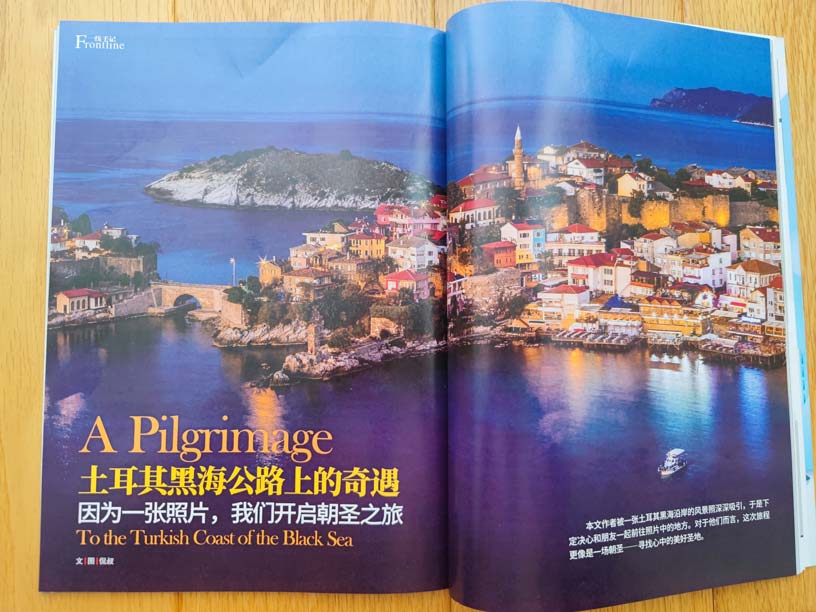 一线手记
Frontline
A Pilgrimage
土耳其黑海公路上的奇遇
因为一张照片，我们开启朝圣之旅
To the Turkish Coast of the Black Sea
文|图|侃叔
本文作者被一张土耳其黑海沿岸的风景照深深吸引，于是下
定决心和朋友一起前往照片中的地方。对于他们而言，这次旅程
更像是一场朝圣——寻找心中的美好圣地。